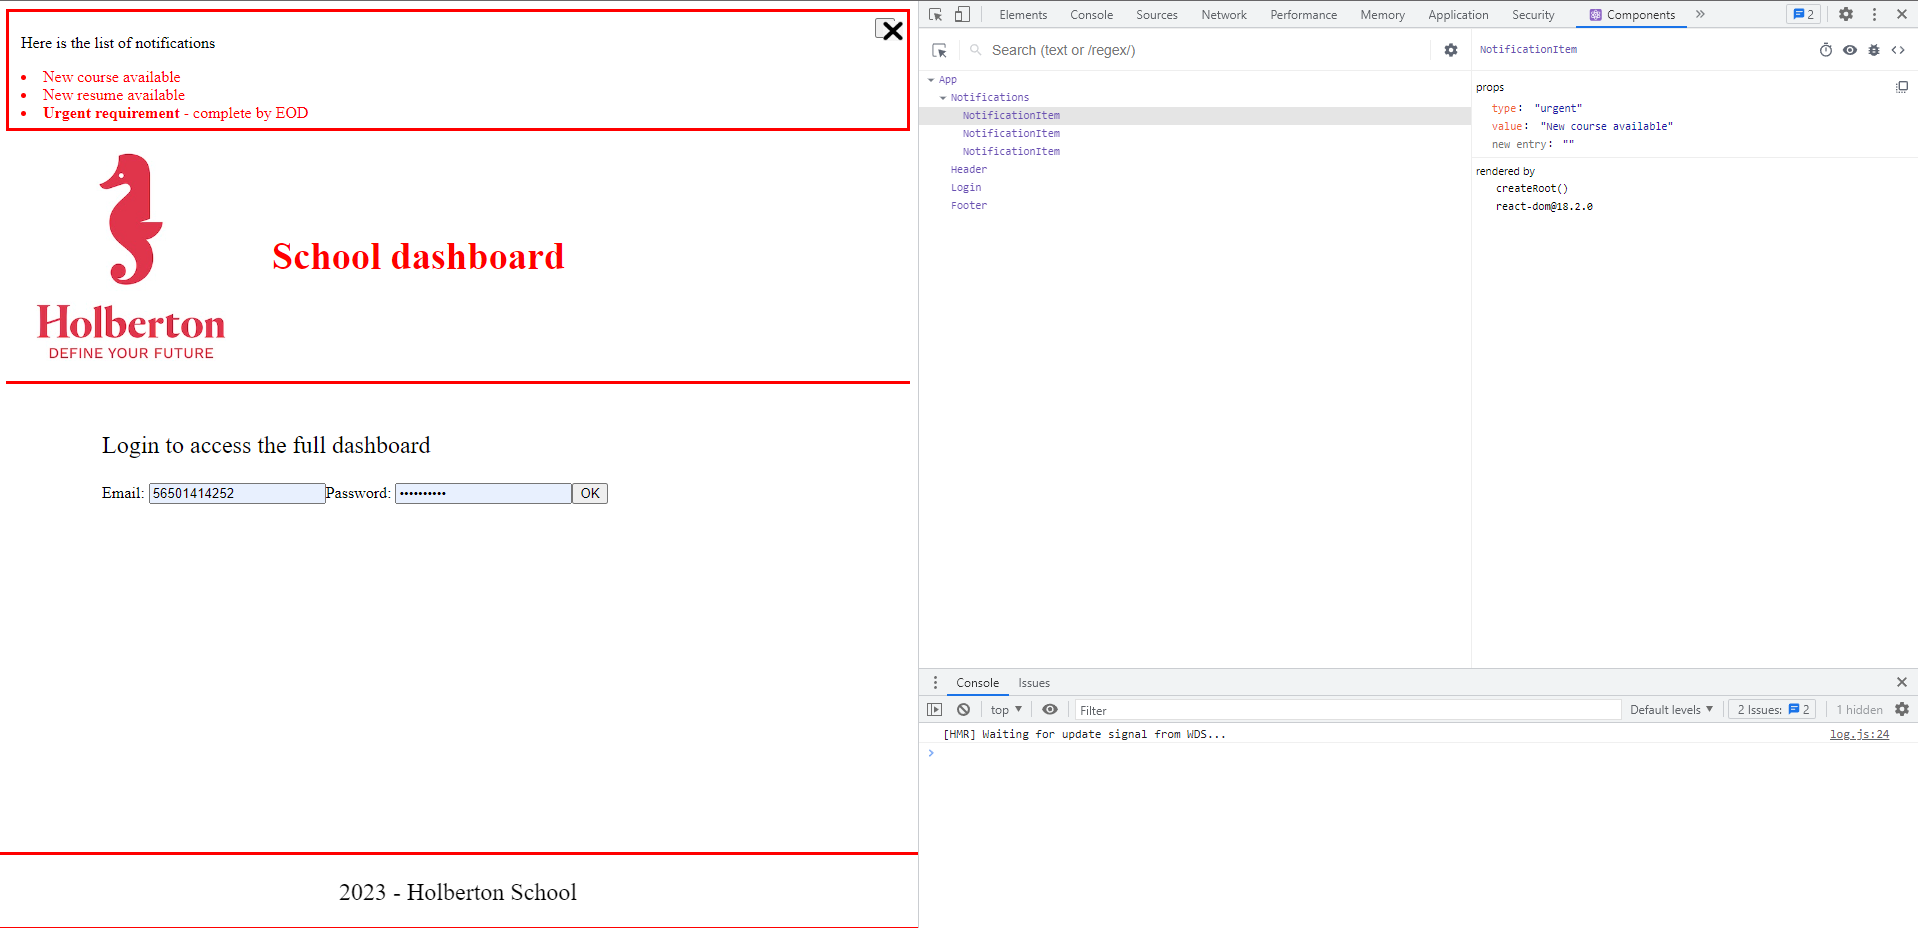 Here is the list of notifications
New course available
New resume available
Urgent requirement - complete by EOD
Holberton
DEFINE YOUR FUTURE
School dashboard
Login to access the full dashboard
Email: 56501414252 Password: •••••••••• OK
2023 - Holberton School
Elements Console Sources Network Performance Memory Application Security Components » 2
Search (text or /regex/)
NotificationItem
App
Notifications
NotificationItem
NotificationItem
NotificationItem
Header
Login
Footer
props
type: "urgent"
value: "New course available"
new entry: ""
rendered by
createRoot()
react-dom@18.2.0
Console Issues
top ▼ Filter Default levels ▼ 2 Issues: 2 1 hidden
[HMR] Waiting for update signal from WDS... log.js:24